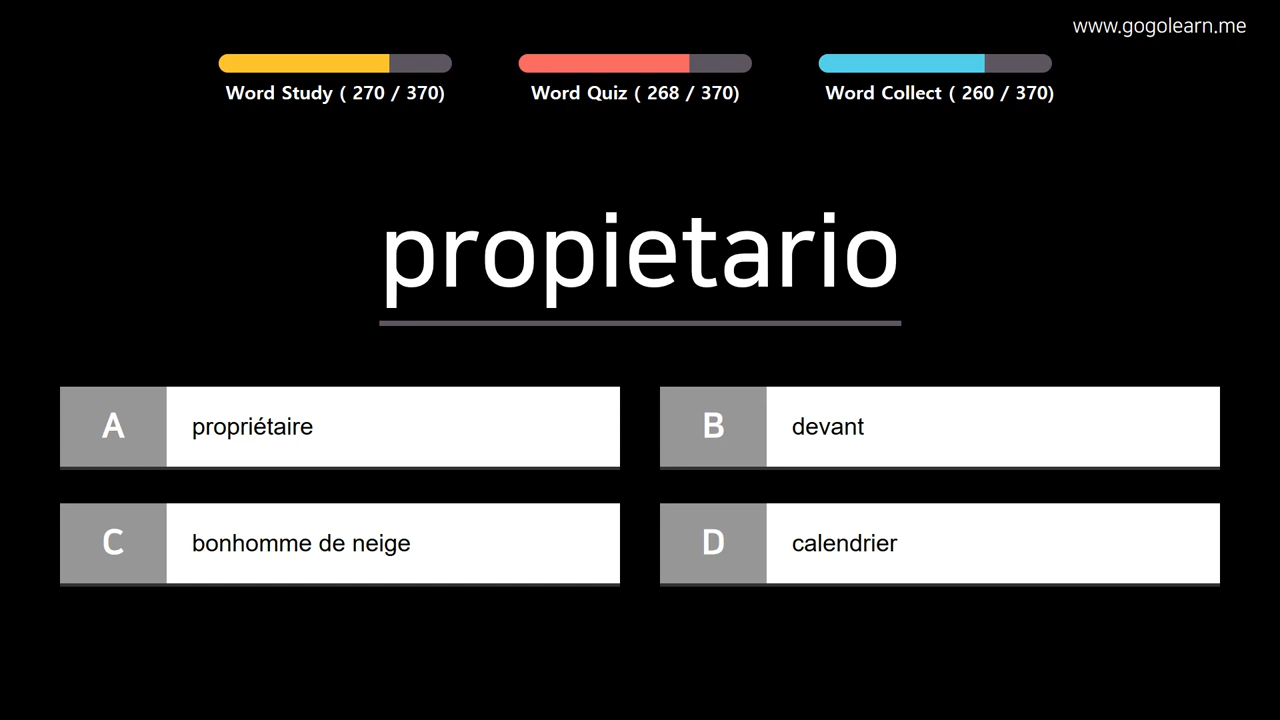 www.gogolearn.me
Word Study ( 270 / 370)
Word Quiz ( 268 / 370)
Word Collect ( 260 / 370)
propietario
A
propriétaire
B
devant
C
bonhomme de neige
D
calendrier